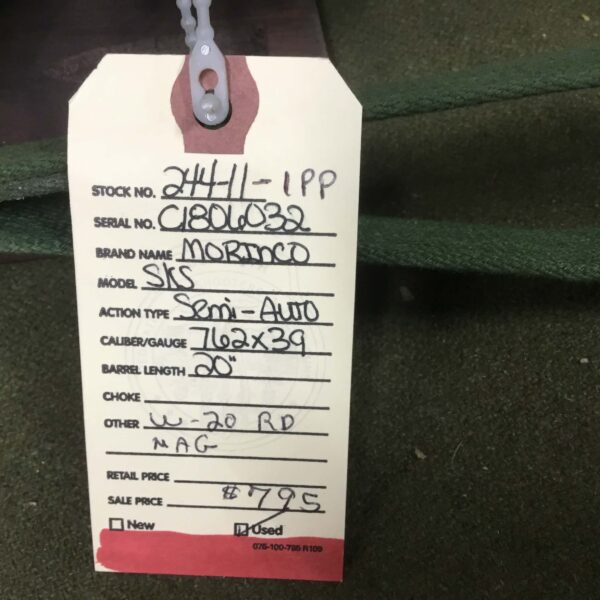 STOCK NO. 244-11-1PP
SERIAL NO. C1806032
BRAND NAME MORINCO
MODEL SKS
ACTION TYPE Semi-AUTO
CALIBER/GAUGE 762x39
BARREL LENGTH 20"
CHOKE
OTHER W-20 RD
MAG
RETAIL PRICE
SALE PRICE $795
New Used
075-100-785 R109